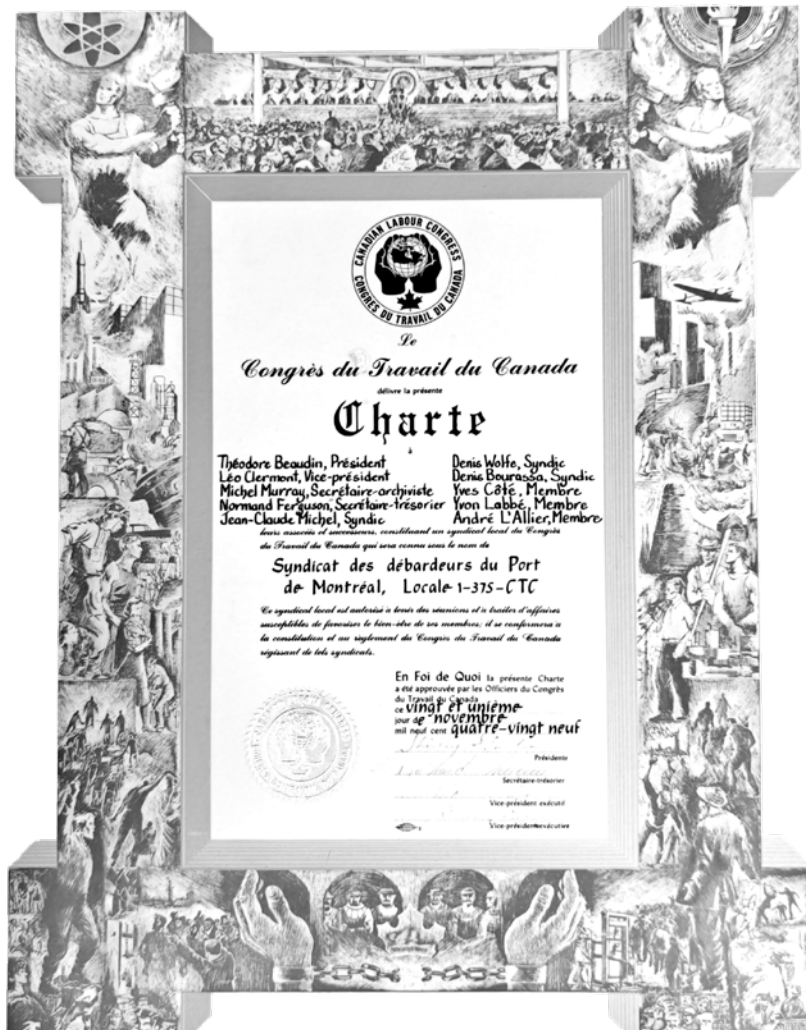 CANADIAN LABOUR CONGRESS
CONGRÈS DU TRAVAIL DU CANADA
Le
Congrès du Travail du Canada
délivre la présente
Charte
à
Théodore Beaudin, Président
Léo Clermont, Vice-président
Michel Murray, Secrétaire-archiviste
Normand Ferguson, Secrétaire-trésorier
Jean-Claude Michel, Syndic
Denis Wolfe, Syndic
Denis Bourassa, Syndic
Yves Côté, Membre
Yvon Labbé, Membre
André L'Allier, Membre
leurs associés et successeurs, constituant un syndicat local du Congrès
du Travail du Canada qui sera connu sous le nom de
Syndicat des débardeurs du Port
de Montréal, Locale 1-375-CTC
Ce syndicat local est autorisé à tenir des réunions et à traiter d'affaires
susceptibles de favoriser le bien-être de ses membres; il se conformera à
la constitution et au règlement du Congrès du Travail du Canada
régissant de tels syndicats.
En Foi de Quoi la présente Charte
a été approuvée par les Officiers du Congrès
du Travail du Canada
ce vingt et unième
jour de novembre
mil neuf cent quatre-vingt neuf
Présidente
Secrétaire-trésorier
Vice-président exécutif
Vice-présidente exécutive